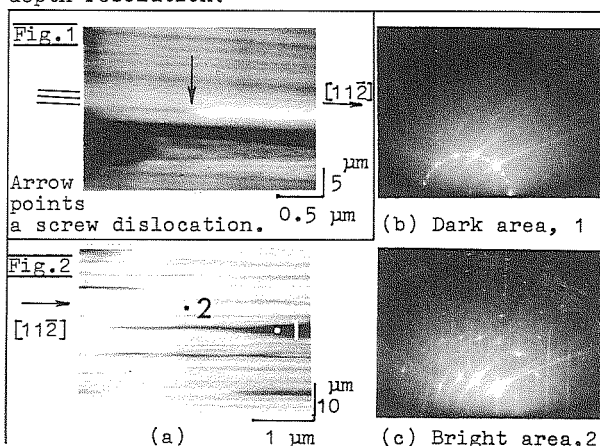 depth resolution.
Fig.1
[112̄]
Arrow
points
a screw dislocation.
5 μm
0.5 μm
(b) Dark area, 1
Fig.2
[112̄]
2
μm
10
(a)
1 μm
(c) Bright area.2